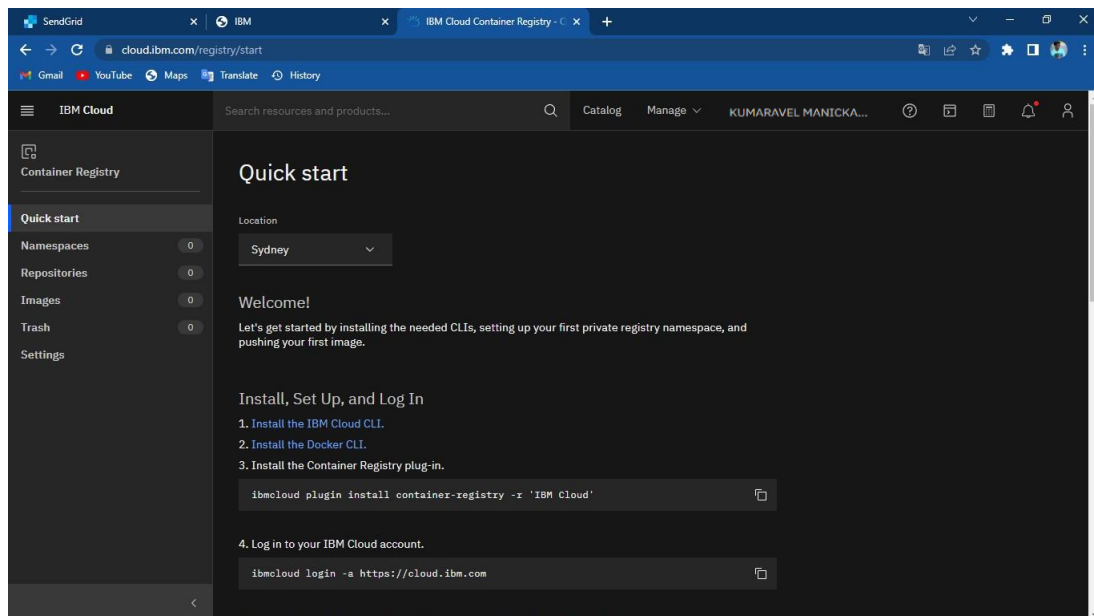 SendGrid
IBM
IBM Cloud Container Registry - C
cloud.ibm.com/registry/start
Gmail
YouTube
Maps
Translate
History
IBM Cloud
Search resources and products...
Catalog
Manage
KUMARAVEL MANICKA...
Container Registry
Quick start
Namespaces 0
Repositories 0
Images 0
Trash 0
Settings
Quick start
Location
Sydney
Welcome!
Let's get started by installing the needed CLIs, setting up your first private registry namespace, and
pushing your first image.
Install, Set Up, and Log In
1. Install the IBM Cloud CLI.
2. Install the Docker CLI.
3. Install the Container Registry plug-in.
ibmcloud plugin install container-registry -r 'IBM Cloud'
4. Log in to your IBM Cloud account.
ibmcloud login -a https://cloud.ibm.com